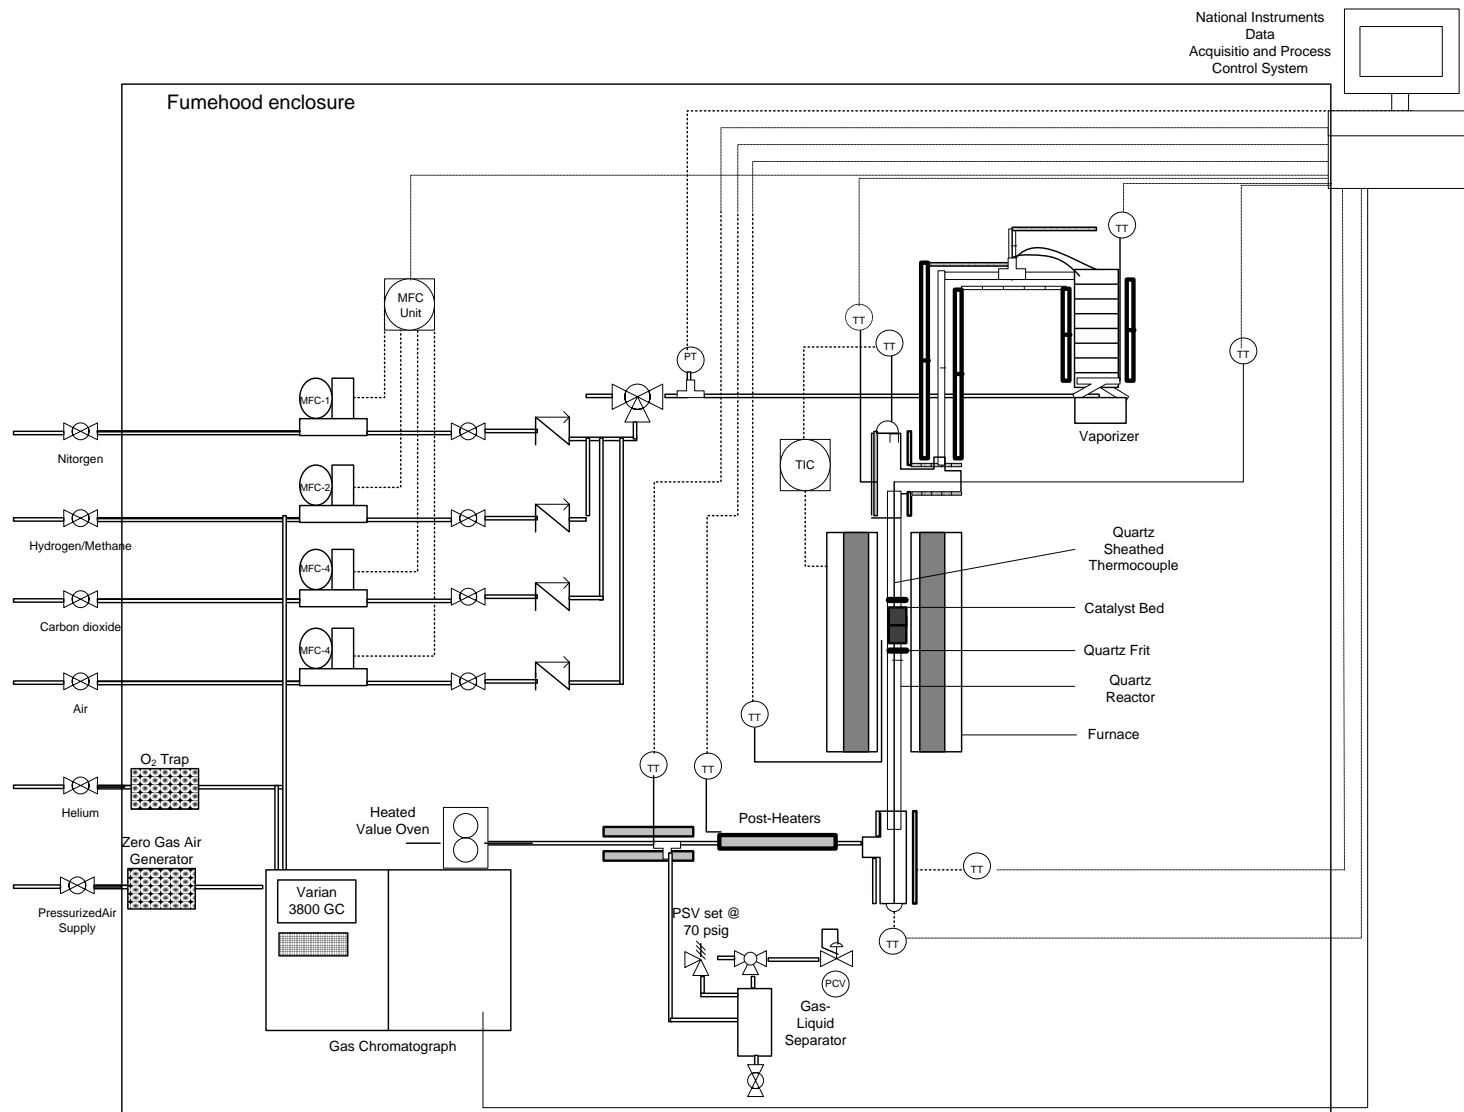 National Instruments
Data
Acquisitio and Process
Control System
Fumehood enclosure
TT
MFC
Unit
TT
TT
PT
TT
MFC-1
Nitorgen
Vaporizer
TIC
MFC-2
Hydrogen/Methane
Quartz
Sheathed
Thermocouple
MFC-4
Carbon dioxide
Catalyst Bed
MFC-4
Quartz Frit
Quartz
Reactor
Air
TT
Furnace
O2 Trap
TT
TT
Helium
Heated
Value Oven
Post-Heaters
Zero Gas Air
Generator
TT
Varian
3800 GC
PressurizedAir
Supply
PSV set @
70 psig
TT
PCV
Gas-
Liquid
Separator
Gas Chromatograph